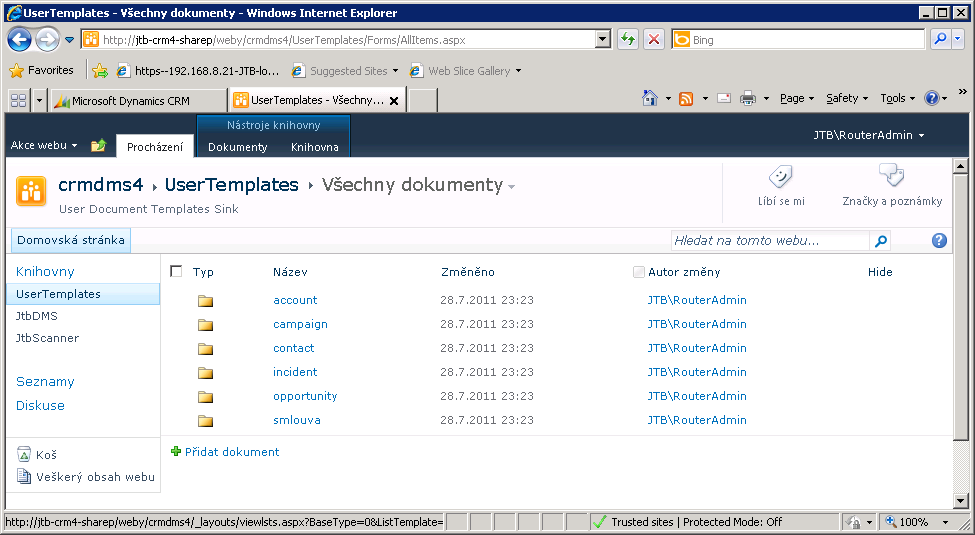 UserTemplates - Všechny dokumenty - Windows Internet Explorer
http://jtb-crm4-sharep/weby/crmdms4/UserTemplates/Forms/AllItems.aspx
Bing
Favorites
https--192.168.8.21-JTB-lo...
Suggested Sites
Web Slice Gallery
Microsoft Dynamics CRM
UserTemplates - Všechny...
Page
Safety
Tools
Nástroje knihovny
JTB\RouterAdmin
Akce webu
Procházení
Dokumenty
Knihovna
crmdms4 UserTemplates Všechny dokumenty
User Document Templates Sink
Líbí se mi
Značky a poznámky
Domovská stránka
Hledat na tomto webu...
Knihovny
UserTemplates
JtbDMS
JtbScanner
Seznamy
Diskuse
Koš
Veškerý obsah webu
Typ Název Změněno Autor změny Hide
account 28.7.2011 23:23 JTB\RouterAdmin
campaign 28.7.2011 23:23 JTB\RouterAdmin
contact 28.7.2011 23:23 JTB\RouterAdmin
incident 28.7.2011 23:23 JTB\RouterAdmin
opportunity 28.7.2011 23:23 JTB\RouterAdmin
smlouva 28.7.2011 23:23 JTB\RouterAdmin
Přidat dokument
http://jtb-crm4-sharep/weby/crmdms4/_layouts/viewlsts.aspx?BaseType=0&ListTemplate=
Trusted sites | Protected Mode: Off
100%